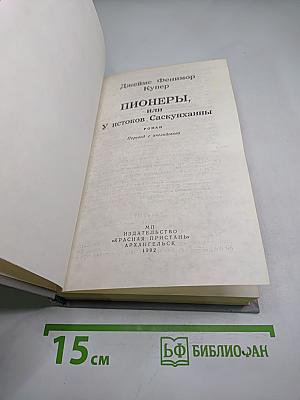 Джеймс Фенимор
Купер
ПИОНЕРЫ,
или
У истоков Саскуиханны
РОМАН
Перевод с английского
МП
ИЗДАТЕЛЬСТВО
«КРАСНАЯ ПРИСТАНЬ»
АРХАНГЕЛЬСК
1992
15 см
БФ БИБЛИОФАН